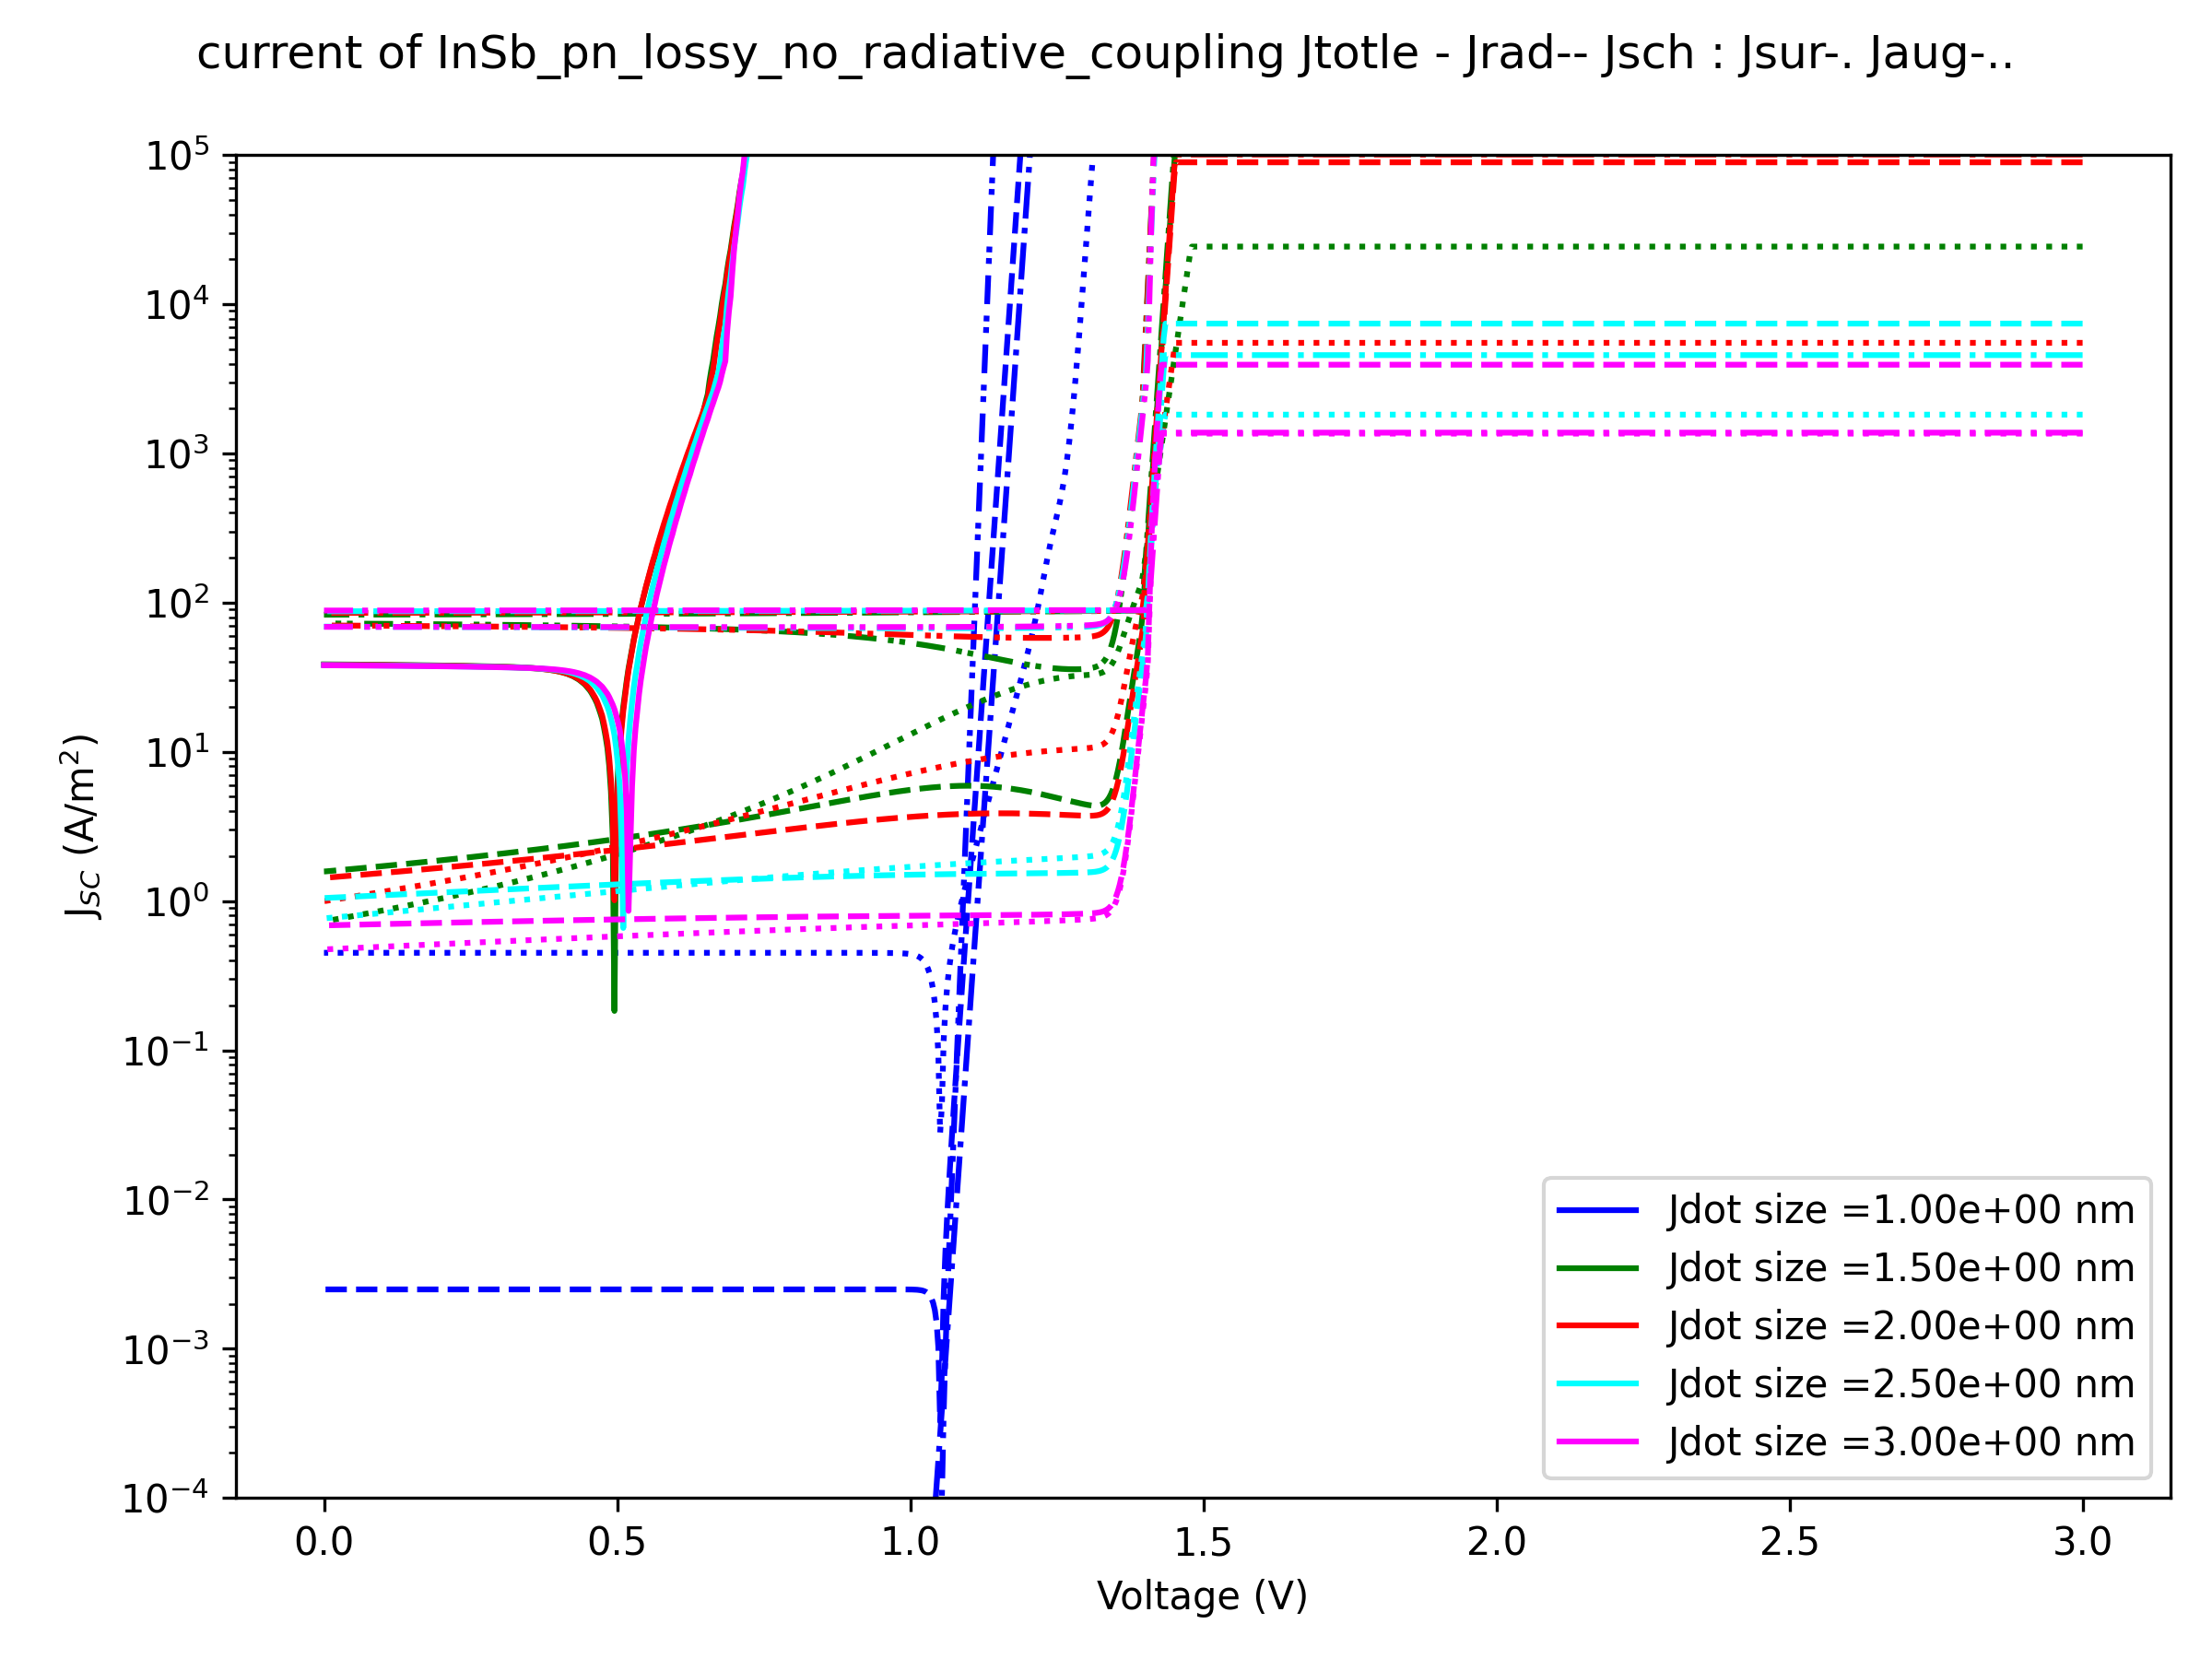 current of InSb_pn_lossy_no_radiative_coupling Jtotle - Jrad-- Jsch : Jsur-. Jaug-..
10⁵
10⁴
10³
10²
10¹
10⁰
10⁻¹
10⁻²
10⁻³
10⁻⁴
J_SC (A/m²)
0.0 0.5 1.0 1.5 2.0 2.5 3.0
Voltage (V)
Jdot size =1.00e+00 nm
Jdot size =1.50e+00 nm
Jdot size =2.00e+00 nm
Jdot size =2.50e+00 nm
Jdot size =3.00e+00 nm